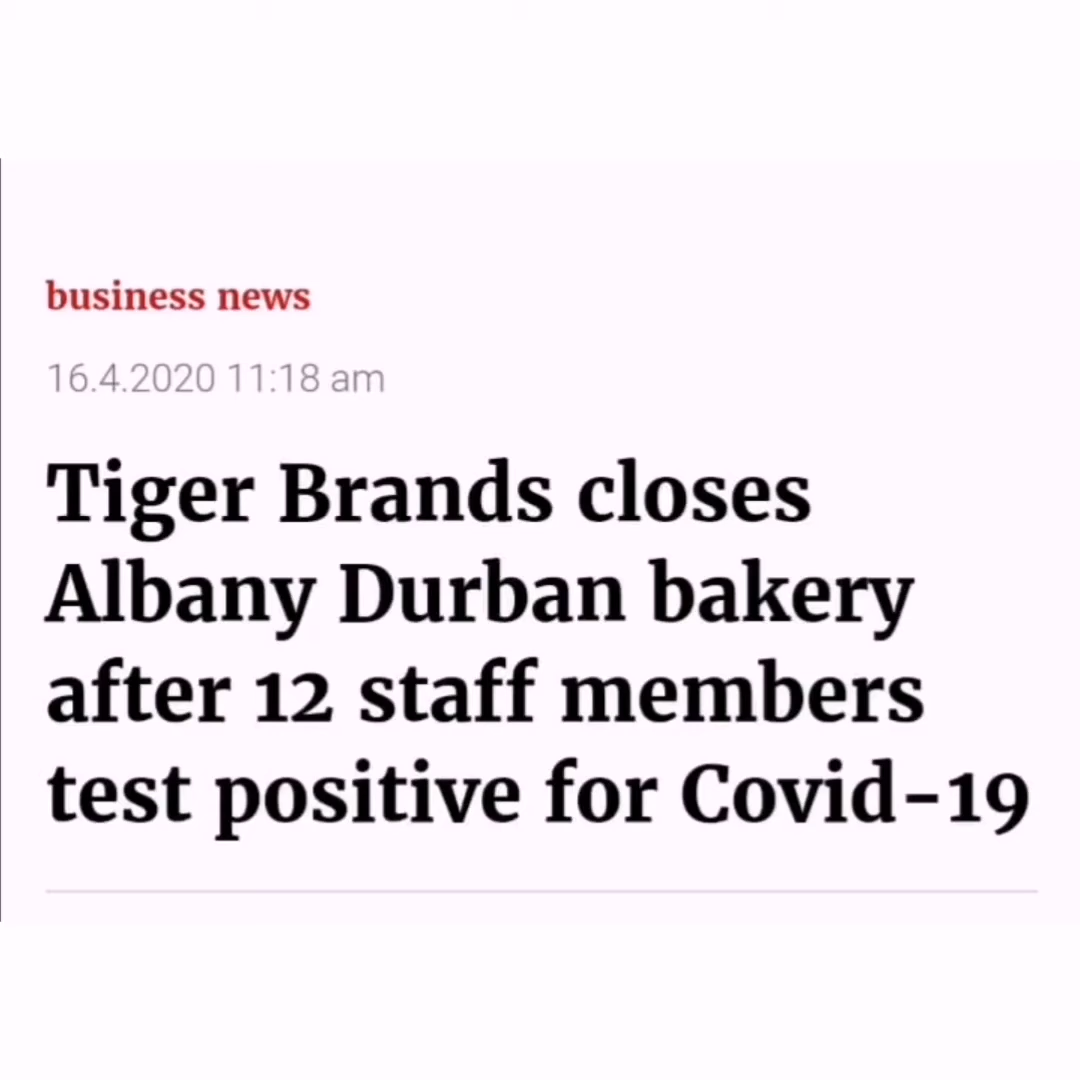 business news
16.4.2020 11:18 am
Tiger Brands closes
Albany Durban bakery
after 12 staff members
test positive for Covid-19